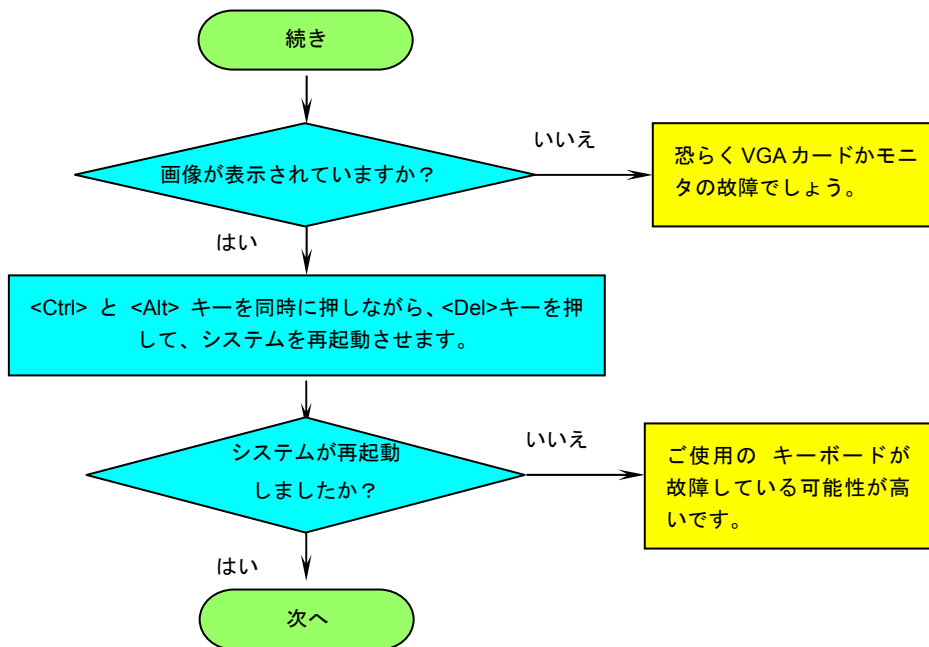 続き
画像が表示されていますか？
いいえ
恐らく VGA カードかモニ
タの故障でしょう。
はい
<Ctrl> と <Alt> キーを同時に押しながら、<Del>キーを押
して、システムを再起動させます。
システムが再起動
しましたか？
いいえ
ご使用の キーボードが
故障している可能性が高
いです。
はい
次へ